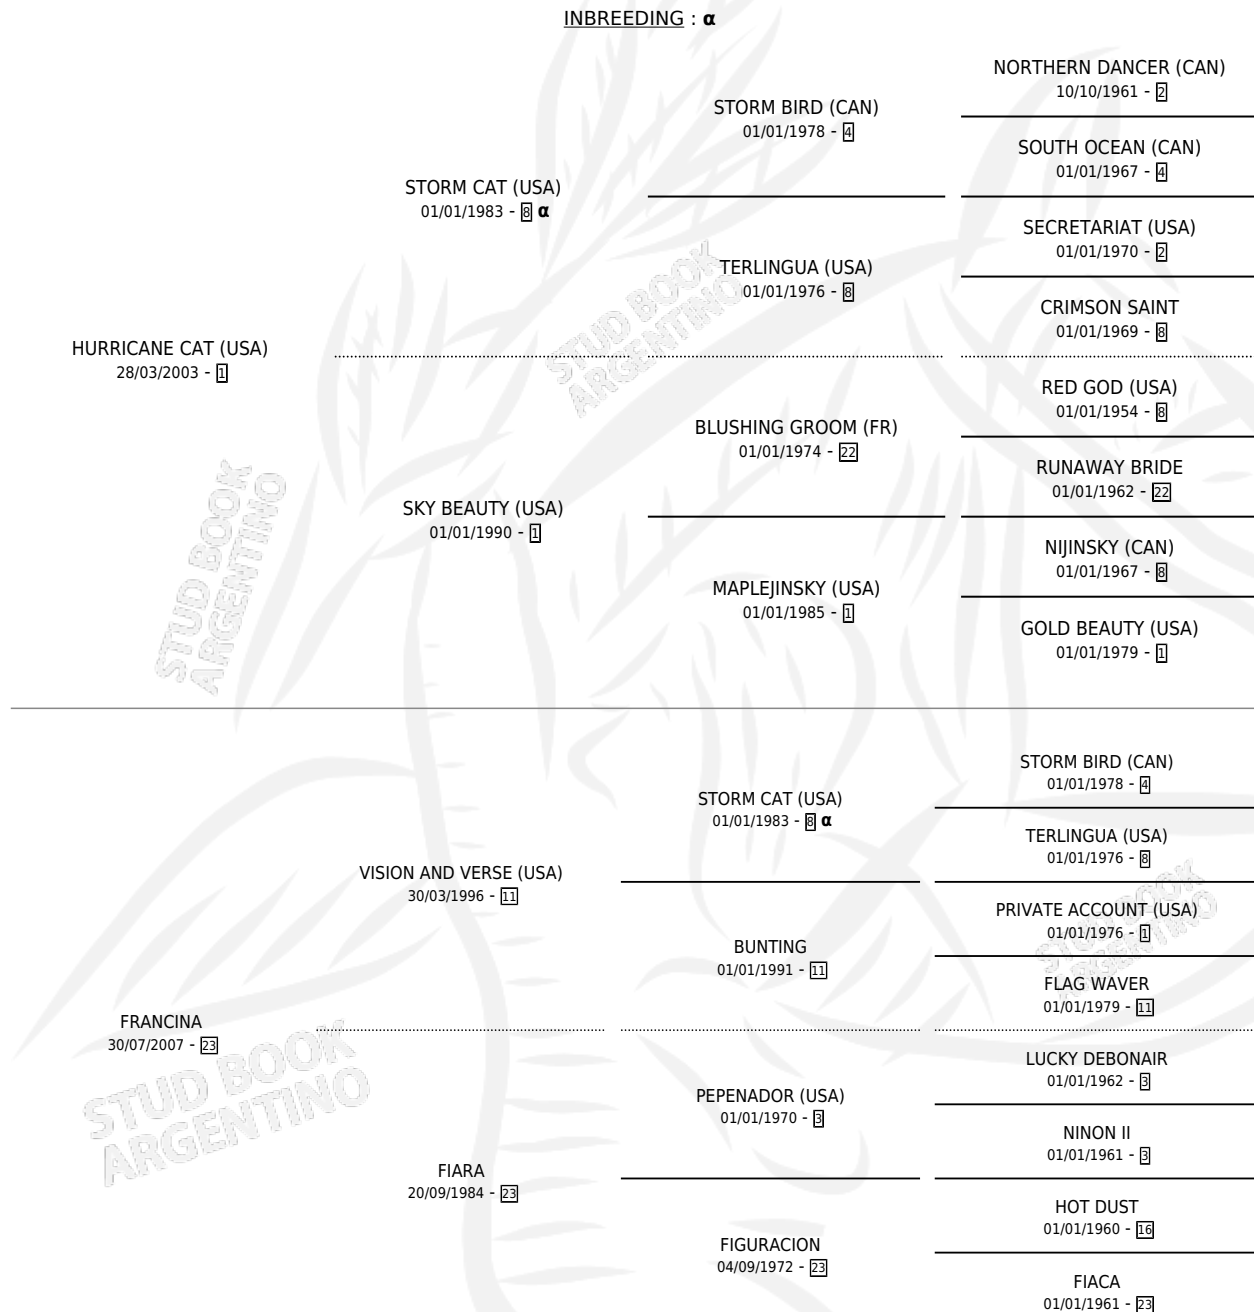 INBREEDING : α
NORTHERN DANCER (CAN)
10/10/1961 - 2
STORM BIRD (CAN)
01/01/1978 - 4
SOUTH OCEAN (CAN)
01/01/1967 - 4
STORM CAT (USA)
01/01/1983 - 8 α
SECRETARIAT (USA)
01/01/1970 - 2
TERLINGUA (USA)
01/01/1976 - 8
CRIMSON SAINT
01/01/1969 - 8
HURRICANE CAT (USA)
28/03/2003 - 1
RED GOD (USA)
01/01/1954 - 8
BLUSHING GROOM (FR)
01/01/1974 - 22
RUNAWAY BRIDE
01/01/1962 - 22
SKY BEAUTY (USA)
01/01/1990 - 1
NIJINSKY (CAN)
01/01/1967 - 8
MAPLEJINSKY (USA)
01/01/1985 - 1
GOLD BEAUTY (USA)
01/01/1979 - 1
STORM BIRD (CAN)
01/01/1978 - 4
STORM CAT (USA)
01/01/1983 - 8 α
TERLINGUA (USA)
01/01/1976 - 8
VISION AND VERSE (USA)
30/03/1996 - 11
PRIVATE ACCOUNT (USA)
01/01/1976 - 1
BUNTING
01/01/1991 - 11
FLAG WAVER
01/01/1979 - 11
FRANCINA
30/07/2007 - 23
LUCKY DEBONAIR
01/01/1962 - 3
PEPENADOR (USA)
01/01/1970 - 3
NINON II
01/01/1961 - 3
FIARA
20/09/1984 - 23
HOT DUST
01/01/1960 - 16
FIGURACION
04/09/1972 - 23
FIACA
01/01/1961 - 23
STUD BOOK
ARGENTINO
STUD BOOK
ARGENTINO
STUD BOOK
ARGENTINO
STUD BOOK
ARGENTINO